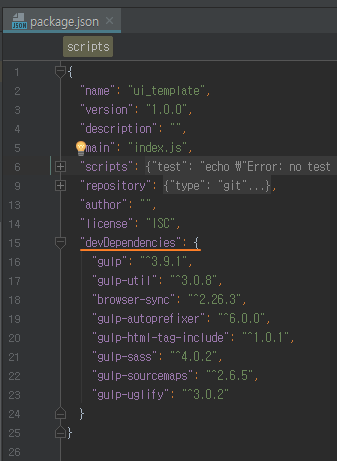 package.json
scripts
1 {
2 "name": "ui_template",
3 "version": "1.0.0",
4 "description": "",
5 "main": "index.js",
6 "scripts": {"test": "echo ₩"Error: no test
9 "repository": {"type": "git"...},
13 "author": "",
14 "license": "ISC",
15 "devDependencies": {
16 "gulp": "^3.9.1",
17 "gulp-util": "^3.0.8",
18 "browser-sync": "^2.26.3",
19 "gulp-autoprefixer": "^6.0.0",
20 "gulp-html-tag-include": "^1.0.1",
21 "gulp-sass": "^4.0.2",
22 "gulp-sourcemaps": "^2.6.5",
23 "gulp-uglify": "^3.0.2"
24 }
25 }
26